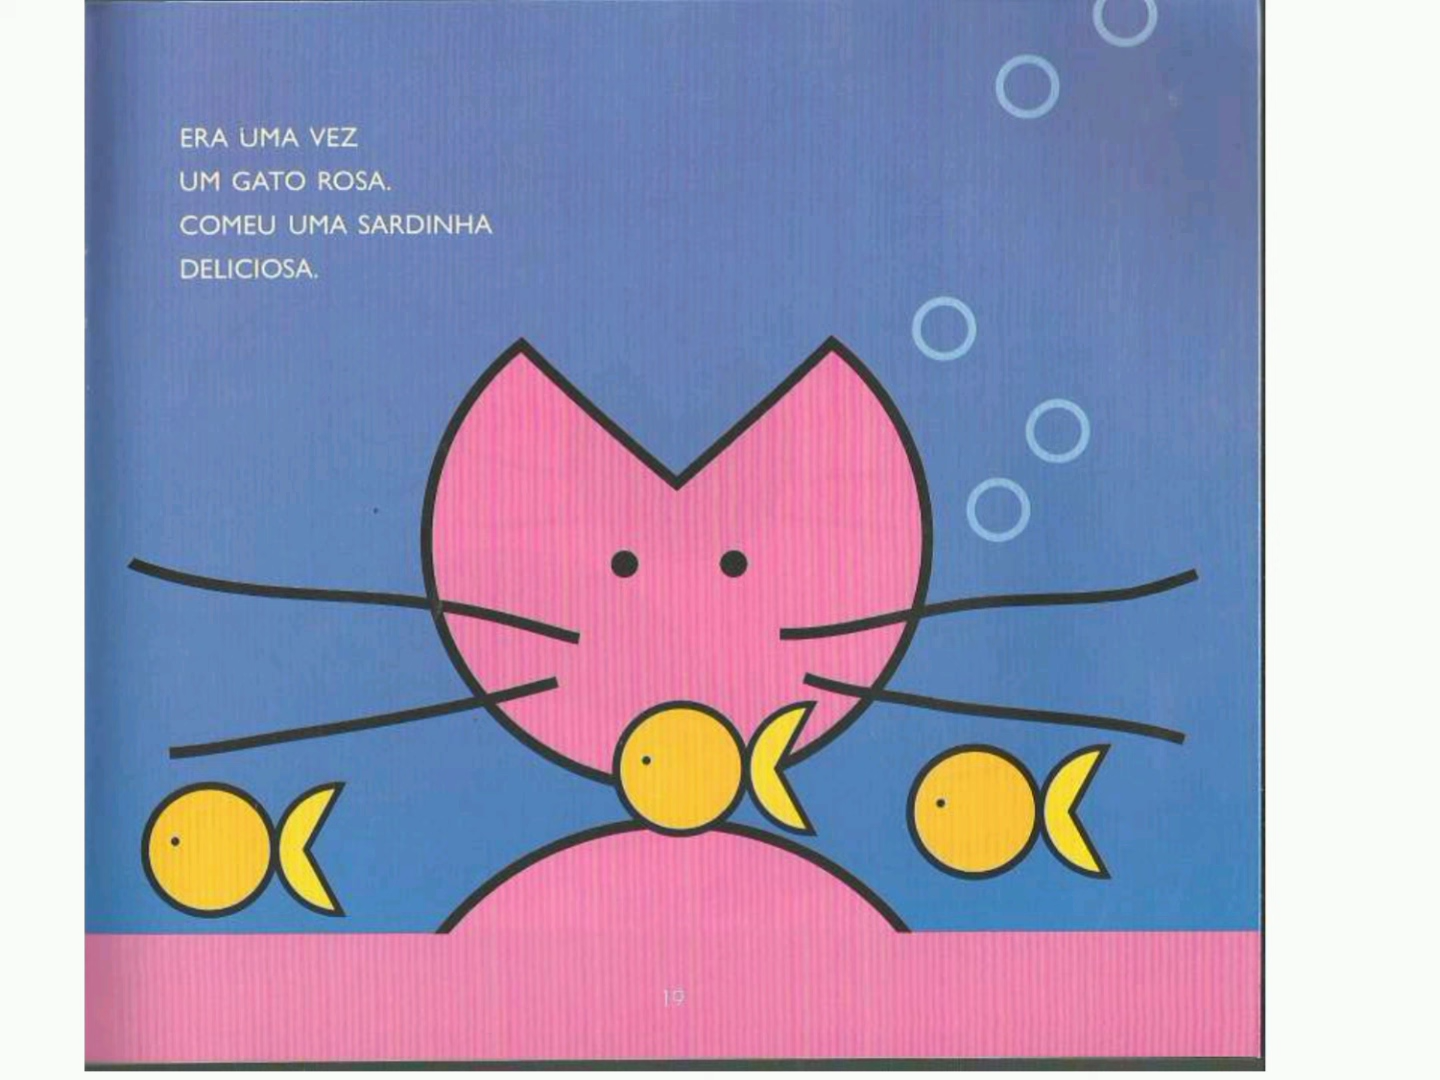 ERA UMA VEZ
UM GATO ROSA.
COMEU UMA SARDINHA
DELICIOSA.
19